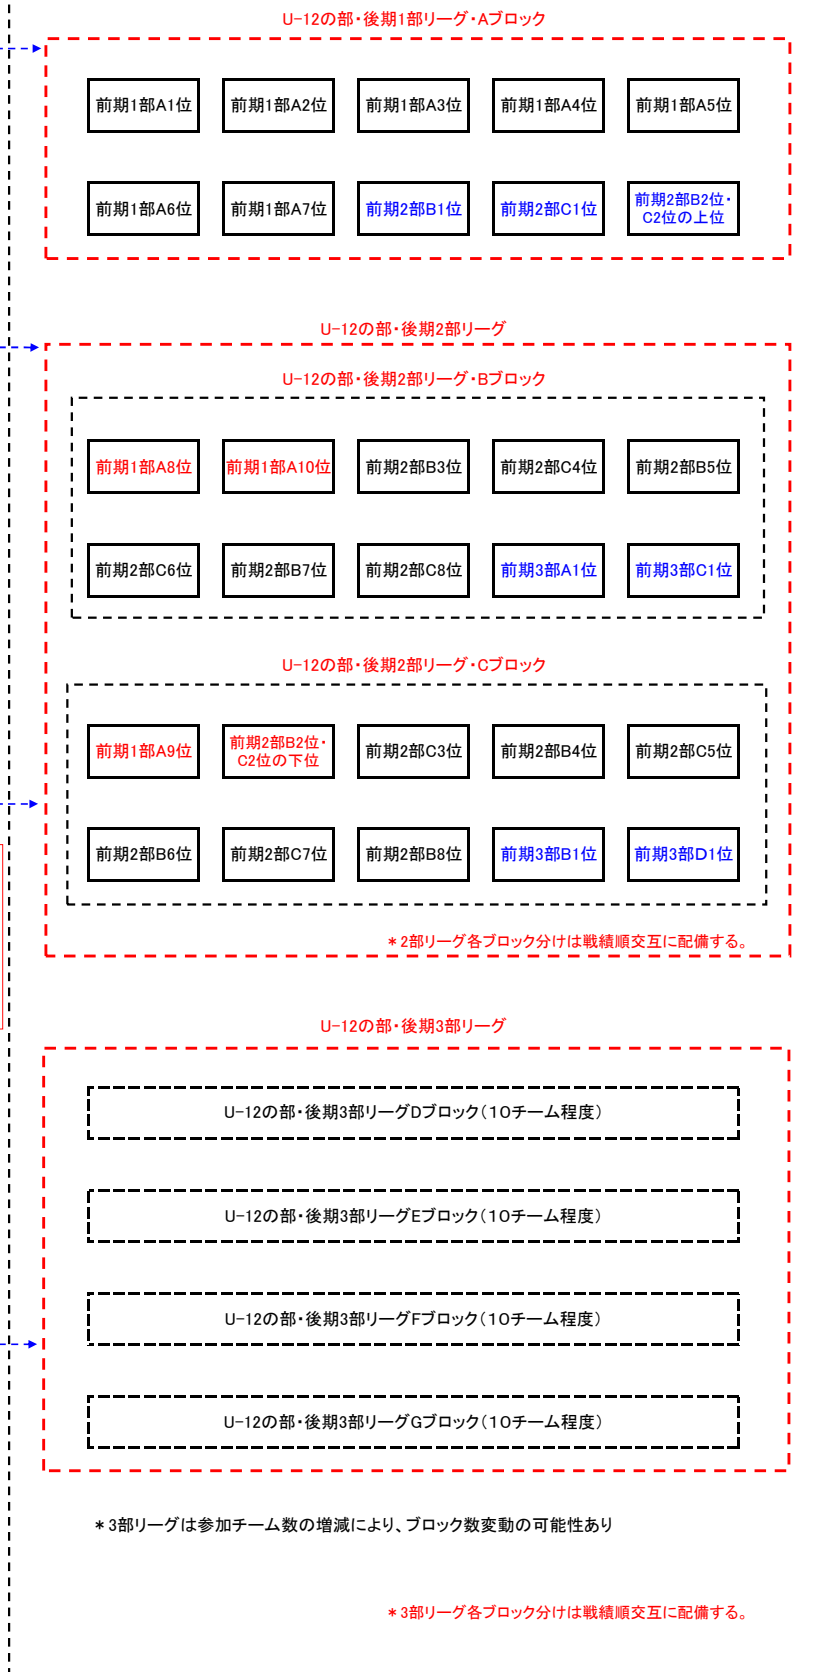 U-12の部・後期1部リーグ・Aブロック
前期1部A1位
前期1部A2位
前期1部A3位
前期1部A4位
前期1部A5位
前期1部A6位
前期1部A7位
前期2部B1位
前期2部C1位
前期2部B2位・
C2位の上位
U-12の部・後期2部リーグ
U-12の部・後期2部リーグ・Bブロック
前期1部A8位
前期1部A10位
前期2部B3位
前期2部C4位
前期2部B5位
前期2部C6位
前期2部B7位
前期2部C8位
前期3部A1位
前期3部C1位
U-12の部・後期2部リーグ・Cブロック
前期1部A9位
前期2部B2位・
C2位の下位
前期2部C3位
前期2部B4位
前期2部C5位
前期2部B6位
前期2部C7位
前期2部B8位
前期3部B1位
前期3部D1位
＊2部リーグ各ブロック分けは戦績順交互に配備する。
U-12の部・後期3部リーグ
U-12の部・後期3部リーグDブロック（１０チーム程度）
U-12の部・後期3部リーグEブロック（１０チーム程度）
U-12の部・後期3部リーグFブロック（１０チーム程度）
U-12の部・後期3部リーグGブロック（１０チーム程度）
＊3部リーグは参加チーム数の増減により、ブロック数変動の可能性あり
＊3部リーグ各ブロック分けは戦績順交互に配備する。